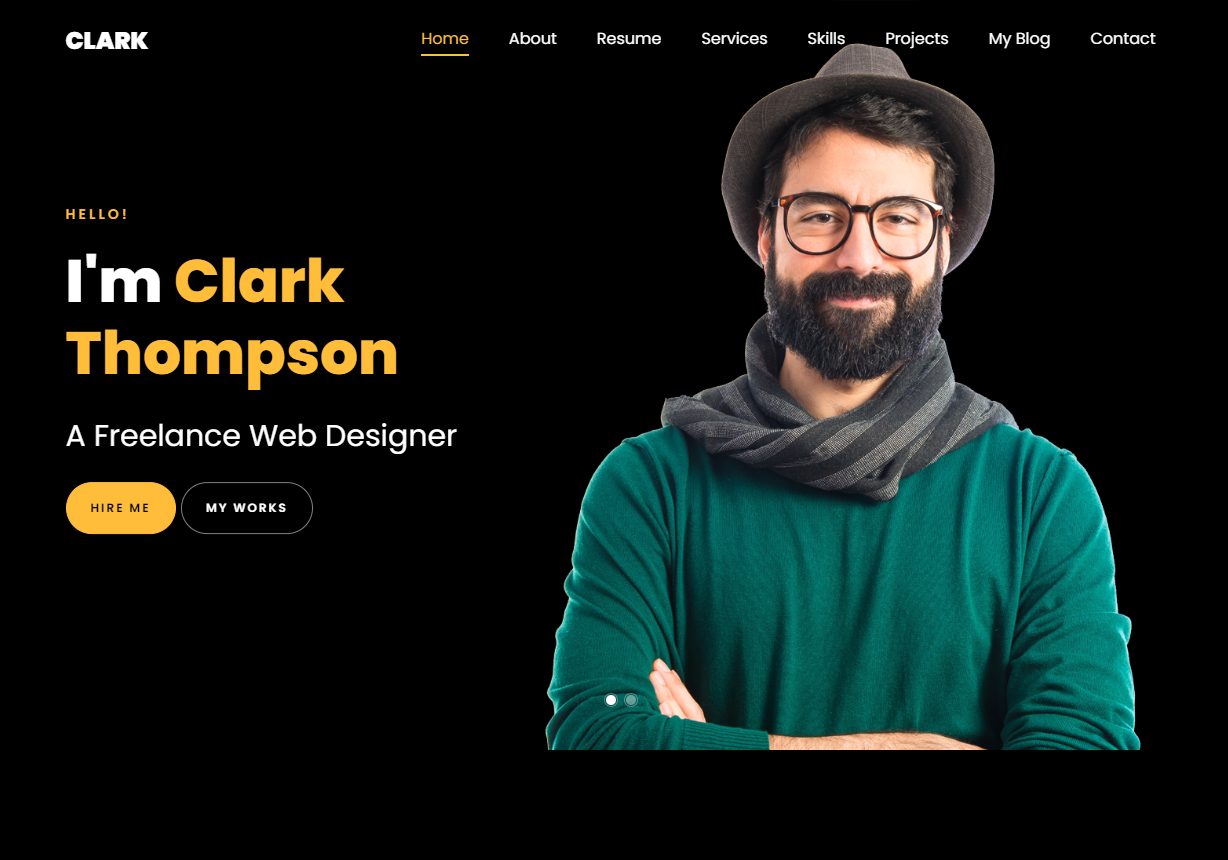 CLARK
Home About Resume Services Skills Projects My Blog Contact
HELLO!
I'm Clark
Thompson
A Freelance Web Designer
HIRE ME MY WORKS